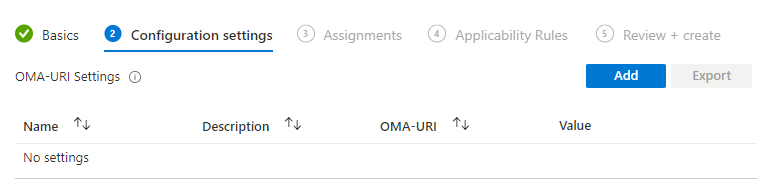 Basics 2 Configuration settings 3 Assignments 4 Applicability Rules 5 Review + create
OMA-URI Settings Add Export
Name Description OMA-URI Value
No settings